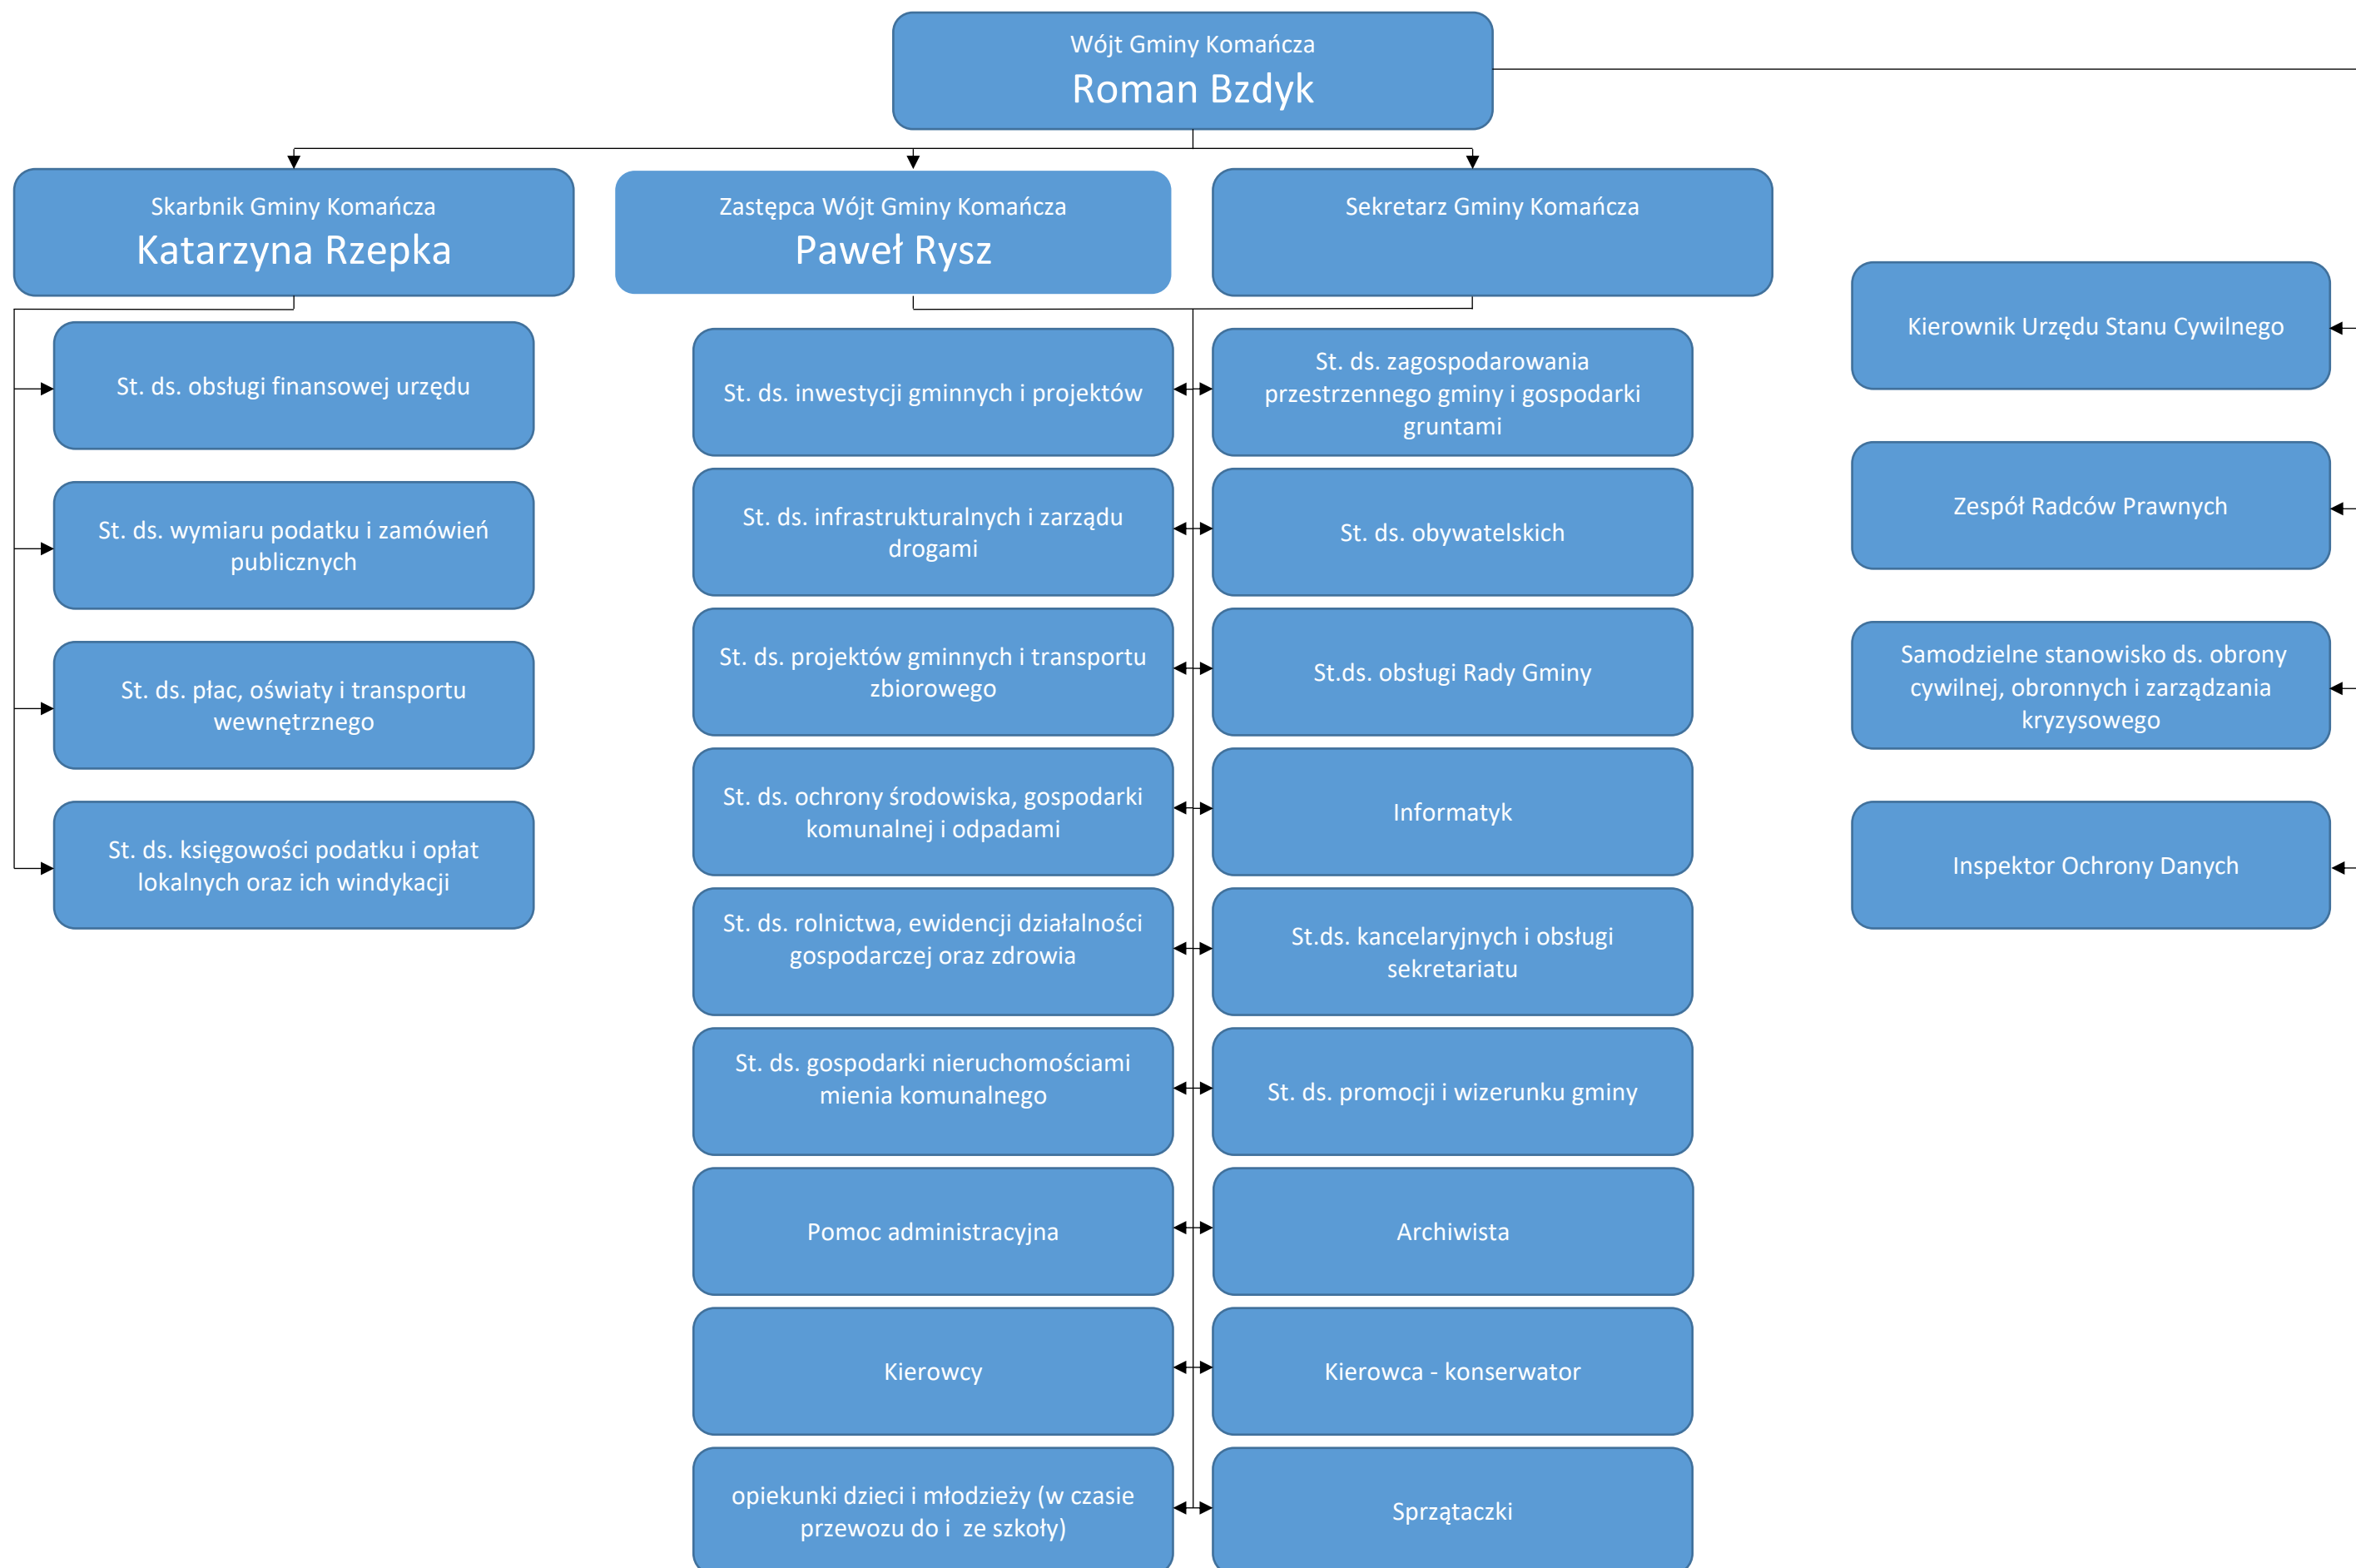 Wójt Gminy Komańcza
Roman Bzdyk
Skarbnik Gminy Komańcza
Katarzyna Rzepka
Zastępca Wójt Gminy Komańcza
Paweł Rysz
Sekretarz Gminy Komańcza
St. ds. obsługi finansowej urzędu
St. ds. wymiaru podatku i zamówień
publicznych
St. ds. płac, oświaty i transportu
wewnętrznego
St. ds. księgowości podatku i opłat
lokalnych oraz ich windykacji
St. ds. inwestycji gminnych i projektów
St. ds. infrastrukturalnych i zarządu
drogami
St. ds. projektów gminnych i transportu
zbiorowego
St. ds. ochrony środowiska, gospodarki
komunalnej i odpadami
St. ds. rolnictwa, ewidencji działalności
gospodarczej oraz zdrowia
St. ds. gospodarki nieruchomościami
mienia komunalnego
Pomoc administracyjna
Kierowcy
opiekunki dzieci i młodzieży (w czasie
przewozu do i  ze szkoły)
St. ds. zagospodarowania
przestrzennego gminy i gospodarki
gruntami
St. ds. obywatelskich
St.ds. obsługi Rady Gminy
Informatyk
St.ds. kancelaryjnych i obsługi
sekretariatu
St. ds. promocji i wizerunku gminy
Archiwista
Kierowca - konserwator
Sprzątaczki
Kierownik Urzędu Stanu Cywilnego
Zespół Radców Prawnych
Samodzielne stanowisko ds. obrony
cywilnej, obronnych i zarządzania
kryzysowego
Inspektor Ochrony Danych